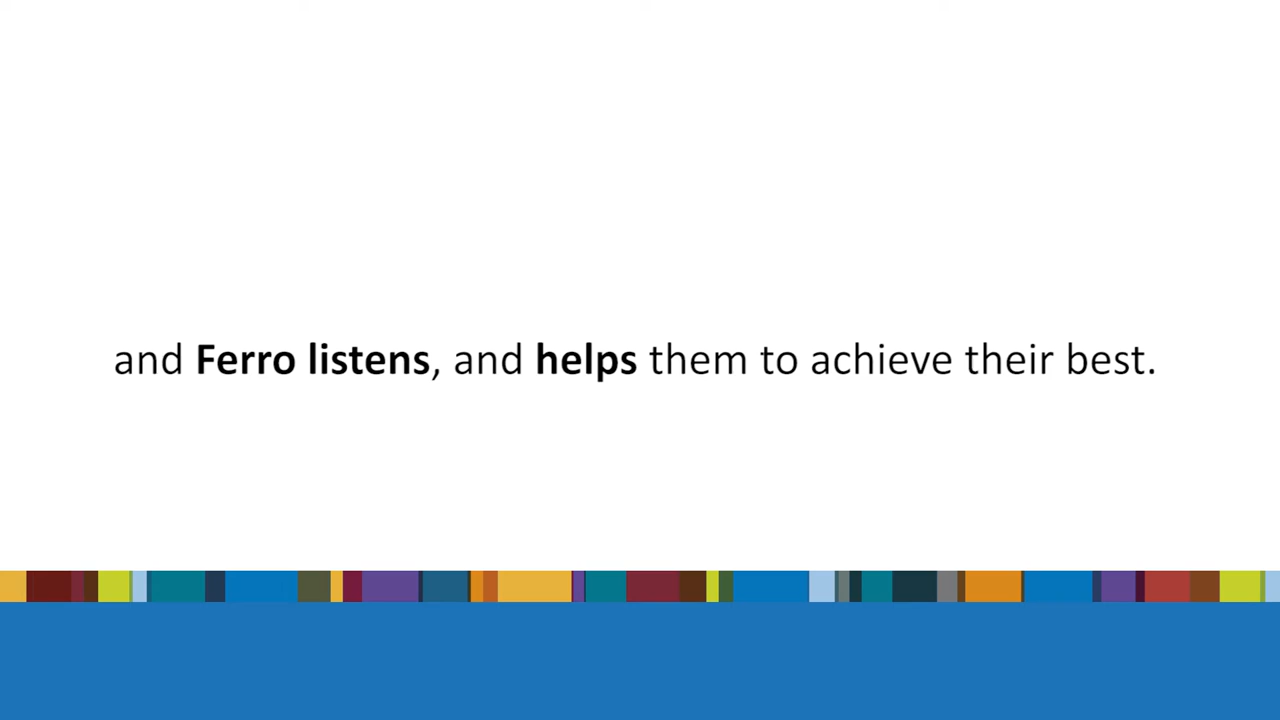 and Ferro listens, and helps them to achieve their best.